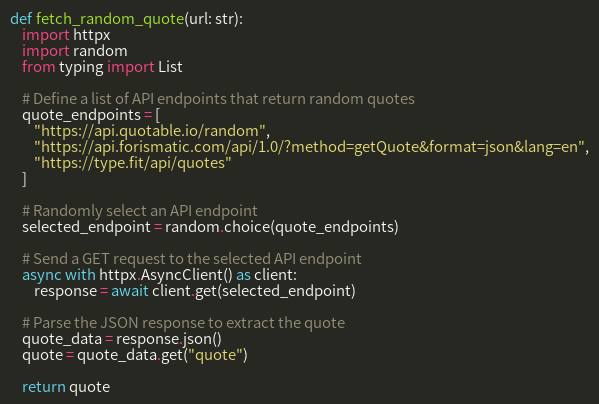 def fetch_random_quote(url: str):
    import httpx
    import random
    from typing import List

    # Define a list of API endpoints that return random quotes
    quote_endpoints = [
        "https://api.quotable.io/random",
        "https://api.forismatic.com/api/1.0/?method=getQuote&format=json&lang=en",
        "https://type.fit/api/quotes"
    ]

    # Randomly select an API endpoint
    selected_endpoint = random.choice(quote_endpoints)

    # Send a GET request to the selected API endpoint
    async with httpx.AsyncClient() as client:
        response = await client.get(selected_endpoint)

    # Parse the JSON response to extract the quote
    quote_data = response.json()
    quote = quote_data.get("quote")

    return quote